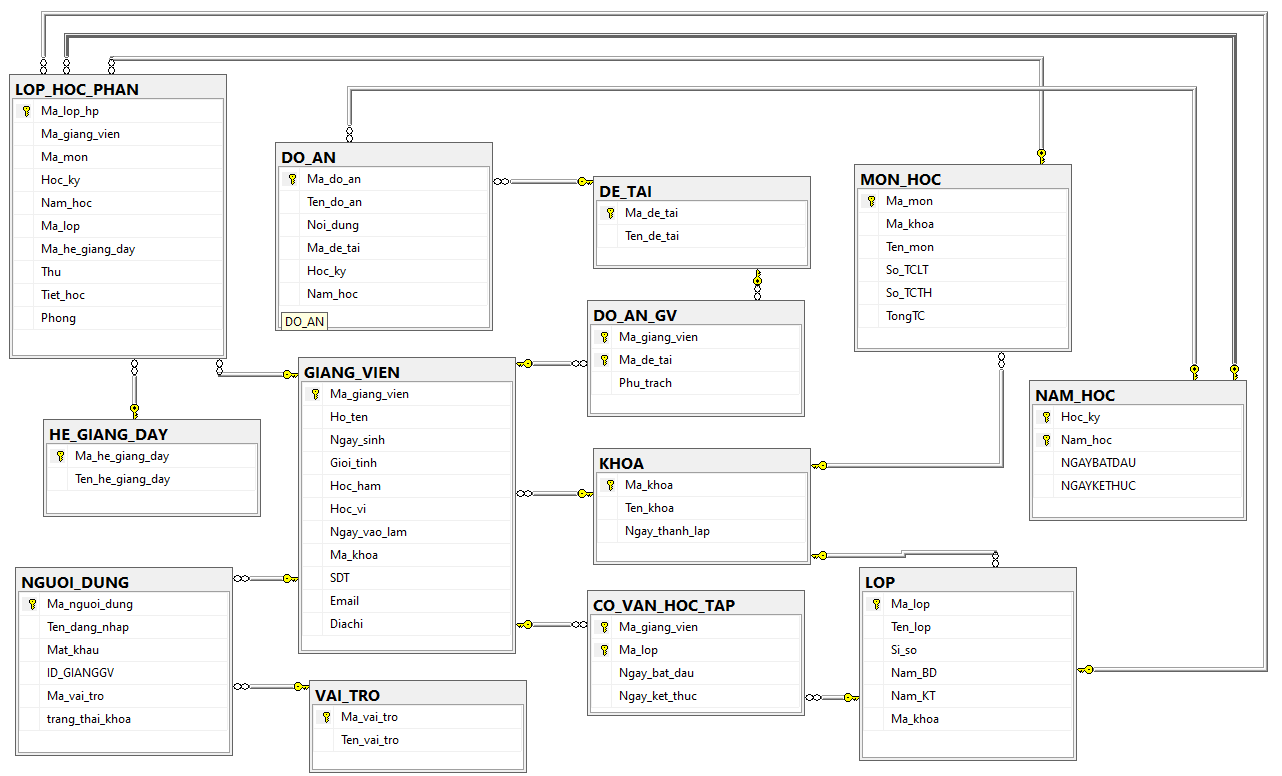 LOP_HOC_PHAN
Ma_lop_hp
Ma_giang_vien
Ma_mon
Hoc_ky
Nam_hoc
Ma_lop
Ma_he_giang_day
Thu
Tiet_hoc
Phong
DO_AN
Ma_do_an
Ten_do_an
Noi_dung
Ma_de_tai
Hoc_ky
Nam_hoc
DO_AN
DE_TAI
Ma_de_tai
Ten_de_tai
MON_HOC
Ma_mon
Ma_khoa
Ten_mon
So_TCLT
So_TCTH
TongTC
DO_AN_GV
Ma_giang_vien
Ma_de_tai
Phu_trach
GIANG_VIEN
Ma_giang_vien
Ho_ten
Ngay_sinh
Gioi_tinh
Hoc_ham
Hoc_vi
Ngay_vao_lam
Ma_khoa
SDT
Email
Diachi
NAM_HOC
Hoc_ky
Nam_hoc
NGAYBATDAU
NGAYKETHUC
HE_GIANG_DAY
Ma_he_giang_day
Ten_he_giang_day
KHOA
Ma_khoa
Ten_khoa
Ngay_thanh_lap
NGUOI_DUNG
Ma_nguoi_dung
Ten_dang_nhap
Mat_khau
ID_GIANGGV
Ma_vai_tro
trang_thai_khoa
CO_VAN_HOC_TAP
Ma_giang_vien
Ma_lop
Ngay_bat_dau
Ngay_ket_thuc
LOP
Ma_lop
Ten_lop
Si_so
Nam_BD
Nam_KT
Ma_khoa
VAI_TRO
Ma_vai_tro
Ten_vai_tro